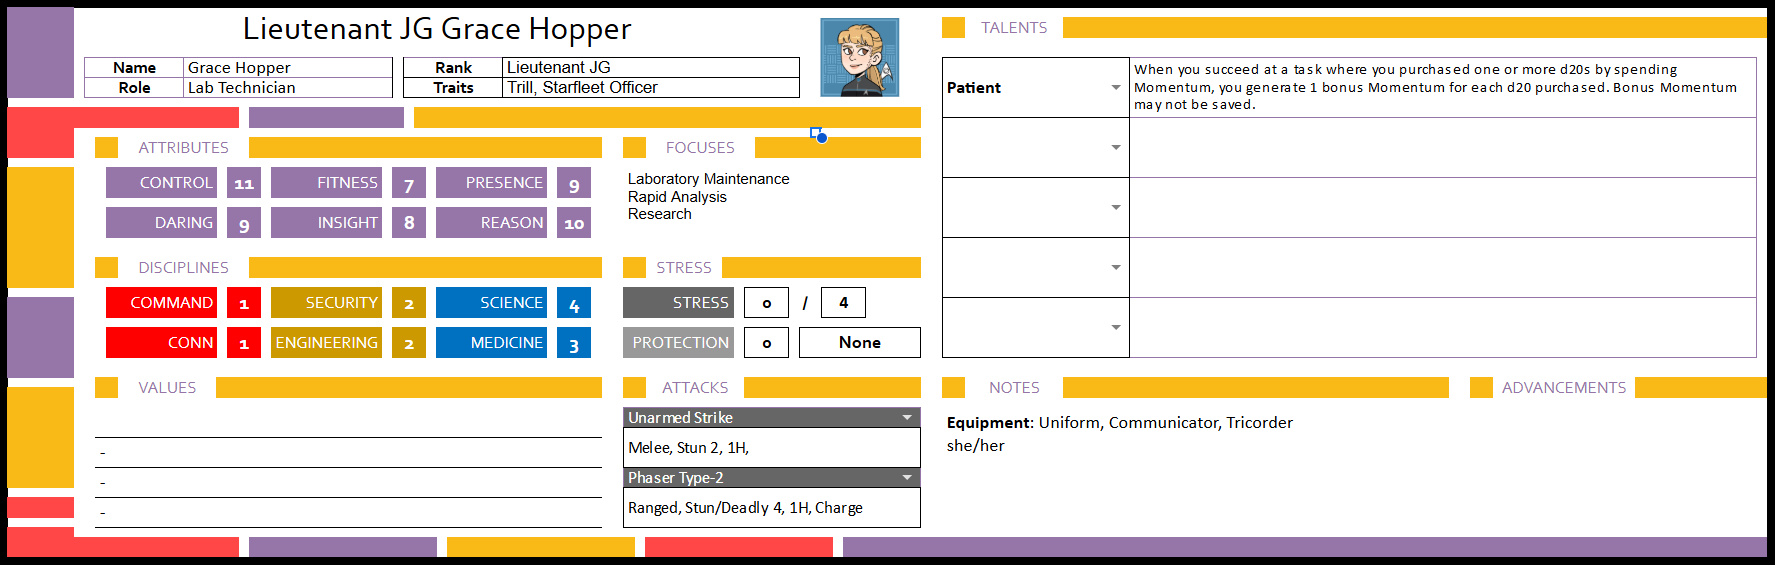 Lieutenant JG Grace Hopper
Name Grace Hopper Rank Lieutenant JG
Role Lab Technician Traits Trill, Starfleet Officer
ATTRIBUTES
CONTROL 11 FITNESS 7 PRESENCE 9
DARING 9 INSIGHT 8 REASON 10
FOCUSES
Laboratory Maintenance
Rapid Analysis
Research
DISCIPLINES
COMMAND 1 SECURITY 2 SCIENCE 4
CONN 1 ENGINEERING 2 MEDICINE 3
STRESS
STRESS 0 / 4
PROTECTION 0 None
VALUES
-
-
-
ATTACKS
Unarmed Strike
Melee, Stun 2, 1H,
Phaser Type-2
Ranged, Stun/Deadly 4, 1H, Charge
TALENTS
Patient
When you succeed at a task where you purchased one or more d20s by spending
Momentum, you generate 1 bonus Momentum for each d20 purchased. Bonus Momentum
may not be saved.
NOTES
Equipment: Uniform, Communicator, Tricorder
she/her
ADVANCEMENTS